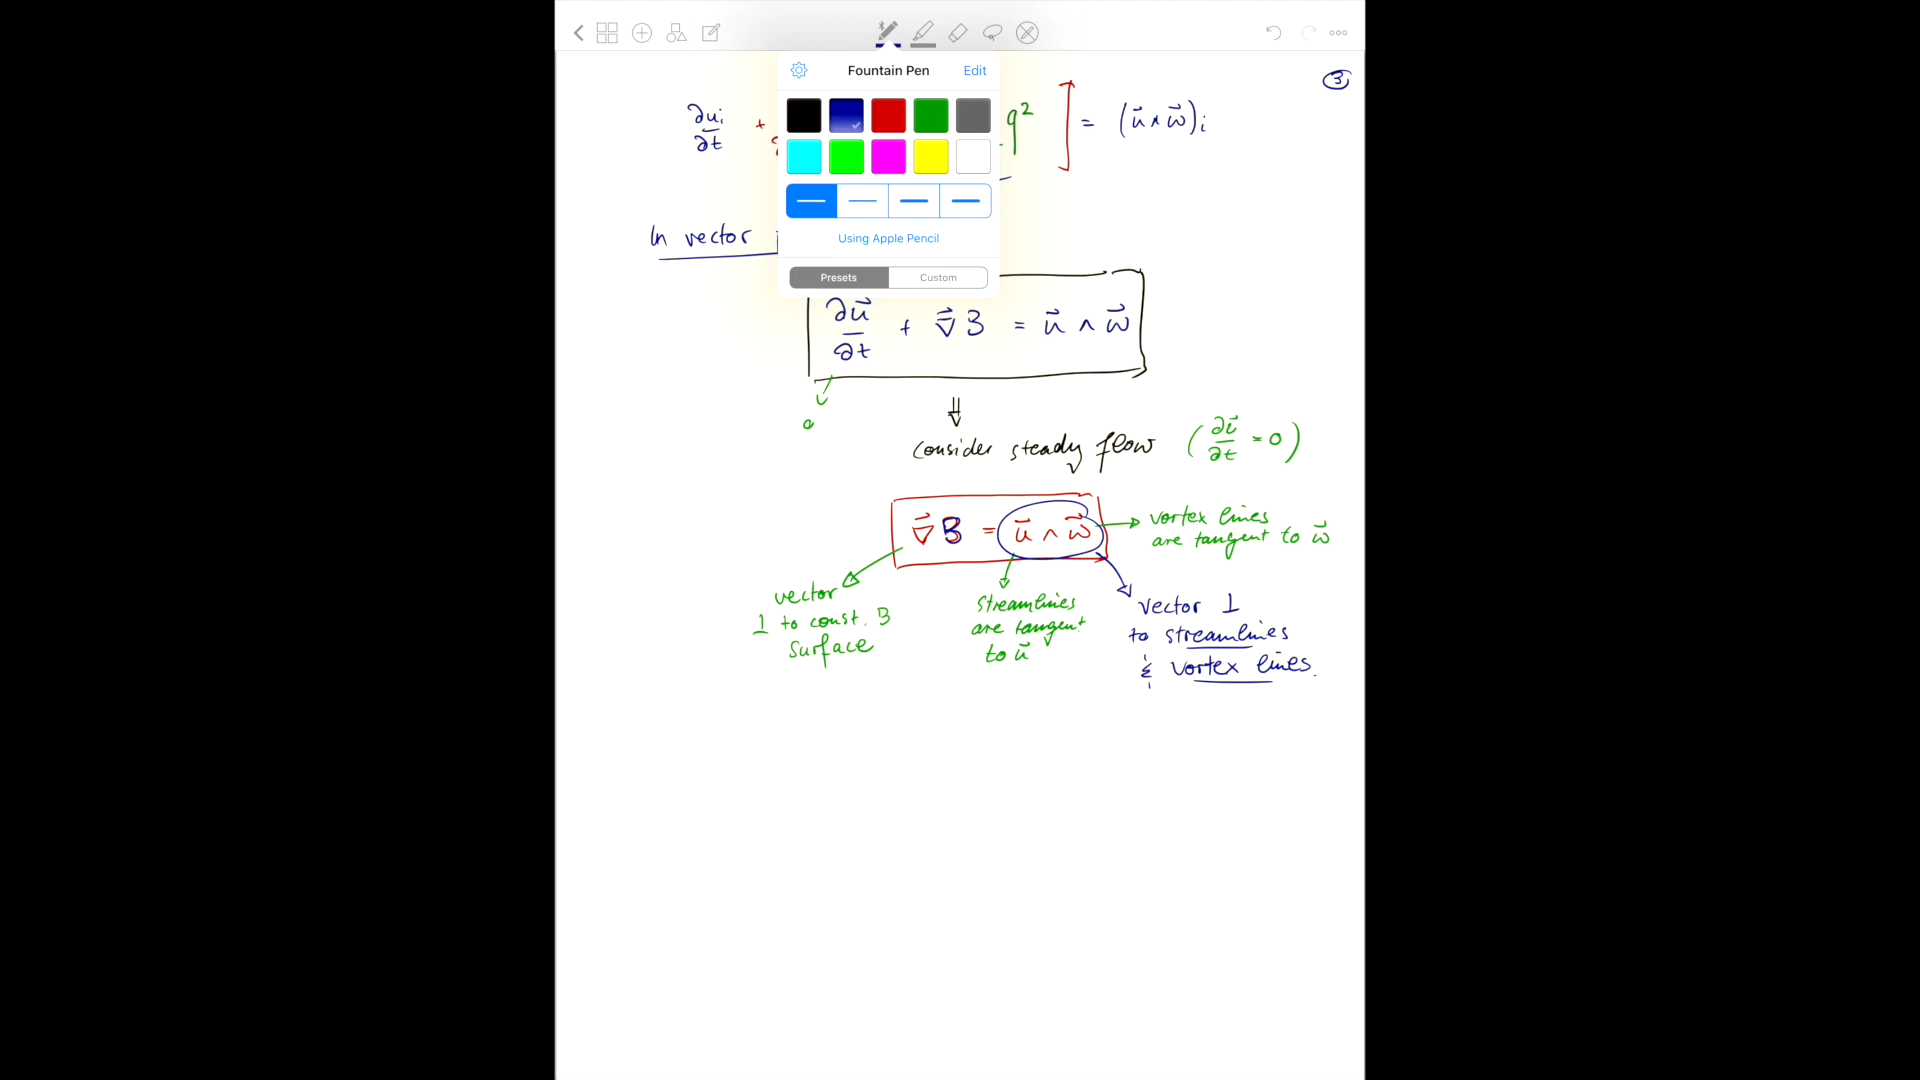 Fountain Pen Edit
③
∂uᵢ/∂t + q² ] = (u⃗ ∧ ω⃗)ᵢ
Using Apple Pencil
In vector
Presets Custom
∂u⃗/∂t + ∇⃗ B = u⃗ ∧ ω⃗
0
⇓
Consider steady flow (∂u⃗/∂t = 0)
∇⃗ B = u⃗ ∧ ω⃗
vortex lines
are tangent to ω⃗
vector
⊥ to const. B
surface
Streamlines
are tangent
to u⃗
vector ⊥
to streamlines
& vortex lines.